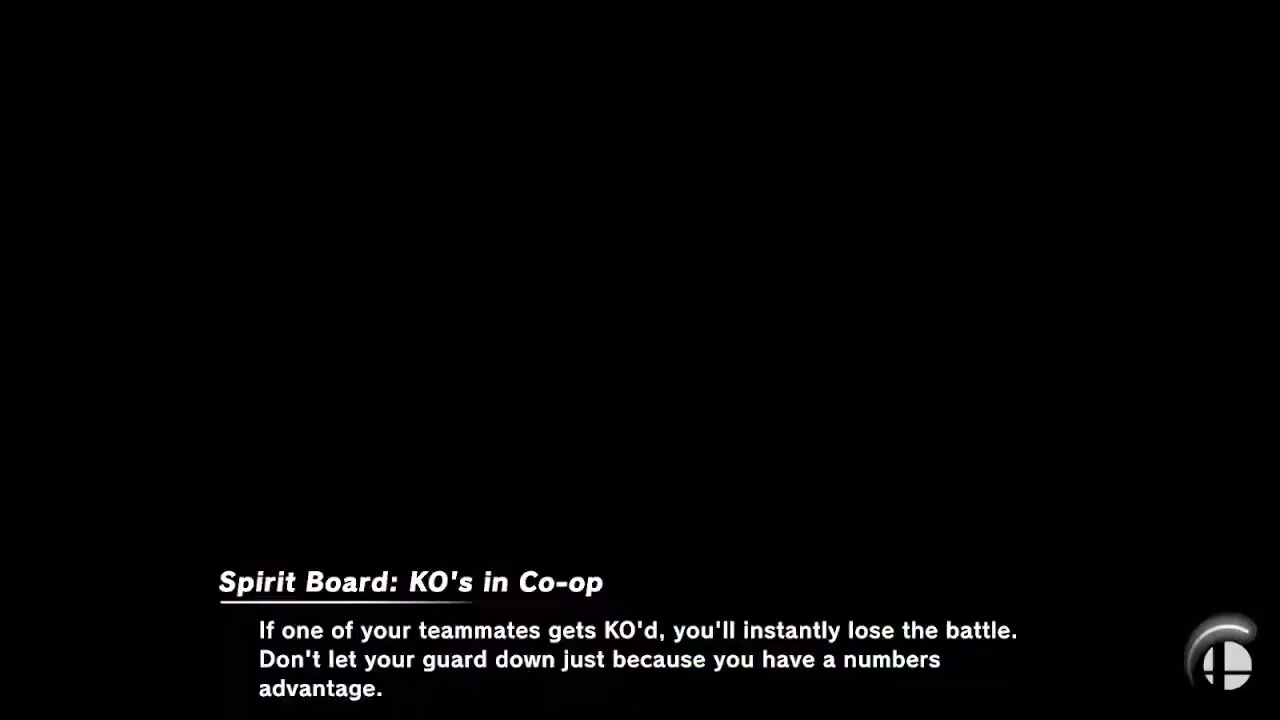 Spirit Board: KO's in Co-op
If one of your teammates gets KO'd, you'll instantly lose the battle.
Don't let your guard down just because you have a numbers
advantage.